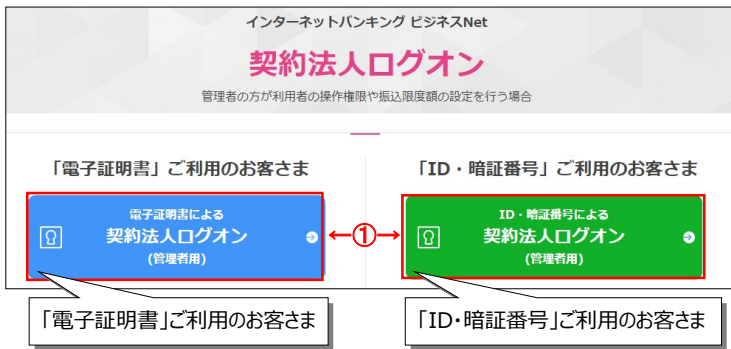 インターネットバンキング ビジネスNet
契約法人ログオン
管理者の方が利用者の操作権限や振込限度額の設定を行う場合
「電子証明書」ご利用のお客さま
「ID・暗証番号」ご利用のお客さま
電子証明書による
契約法人ログオン
(管理者用)
←①→
ID・暗証番号による
契約法人ログオン
(管理者用)
「電子証明書」ご利用のお客さま
「ID・暗証番号」ご利用のお客さま